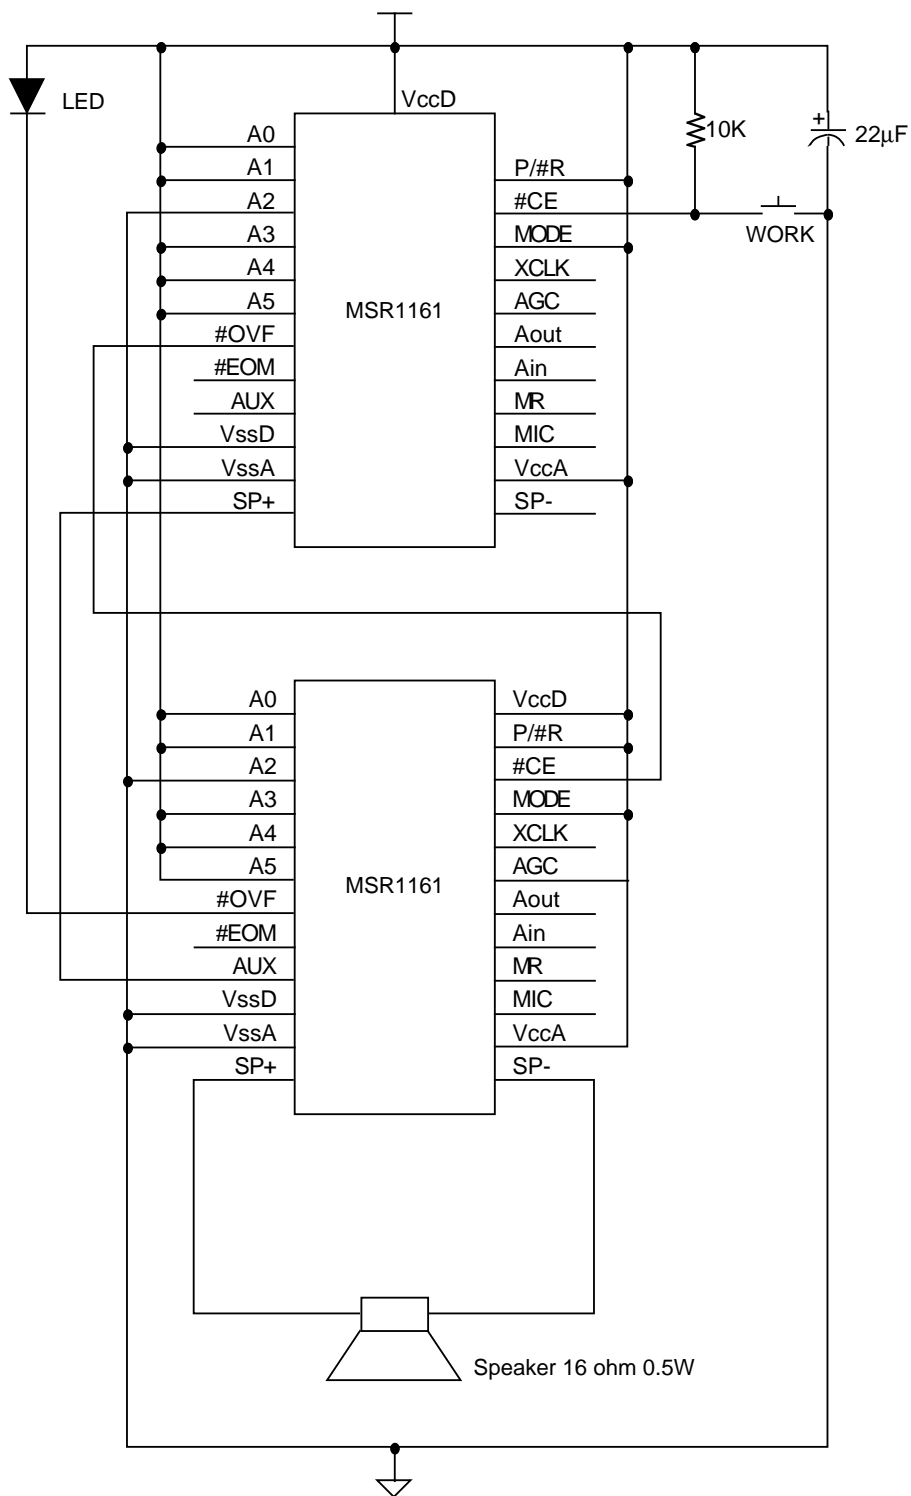 VccD
LED
10K
22µF
A0
A1
P/#R
A2
#CE
A3
MODE
WORK
A4
XCLK
A5
AGC
MSR1161
#OVF
Aout
#EOM
Ain
AUX
MR
VssD
MIC
VssA
VccA
SP+
SP-
A0
VccD
A1
P/#R
A2
#CE
A3
MODE
A4
XCLK
A5
AGC
MSR1161
#OVF
Aout
#EOM
Ain
AUX
MR
VssD
MIC
VssA
VccA
SP+
SP-
Speaker 16 ohm 0.5W